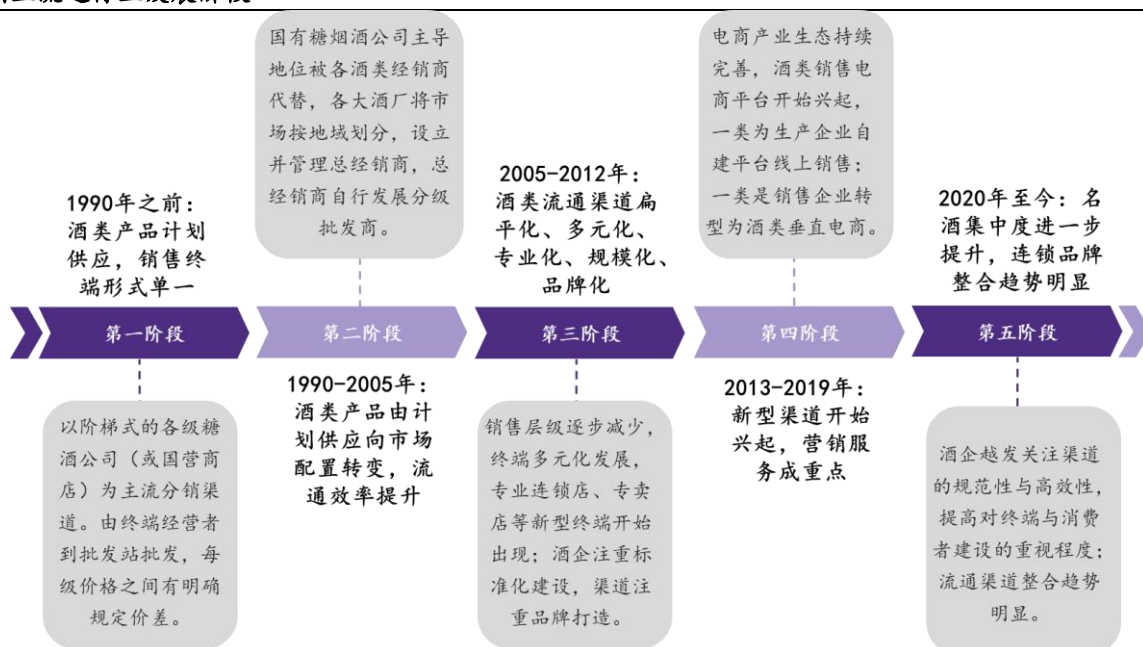 国有糖烟酒公司主导
地位被各酒类经销商
代替，各大酒厂将市
场按地域划分，设立
并管理总经销商，总
经销商自行发展分级
批发商。
电商产业生态持续
完善，酒类销售电
商平台开始兴起，
一类为生产企业自
建平台线上销售；
一类是销售企业转
型为酒类垂直电商。
1990年之前：
酒类产品计划
供应，销售终
端形式单一
2005-2012年：
酒类流通渠道扁
平化、多元化、
专业化、规模化、
品牌化
2020年至今：名
酒集中度进一步
提升，连锁品牌
整合趋势明显
第一阶段
第二阶段
第三阶段
第四阶段
第五阶段
以阶梯式的各级糖
酒公司（或国营商
店）为主流分销渠
道。由终端经营者
到批发站批发，每
级价格之间有明确
规定价差。
1990-2005年：
酒类产品由计
划供应向市场
配置转变，流
通效率提升
销售层级逐步减少，
终端多元化发展，
专业连锁店、专卖
店等新型终端开始
出现；酒企注重标
准化建设，渠道注
重品牌打造。
2013-2019年：
新型渠道开始
兴起，营销服
务成重点
酒企越发关注渠道
的规范性与高效性，
提高对终端与消费
者建设的重视程度；
流通渠道整合趋势
明显。